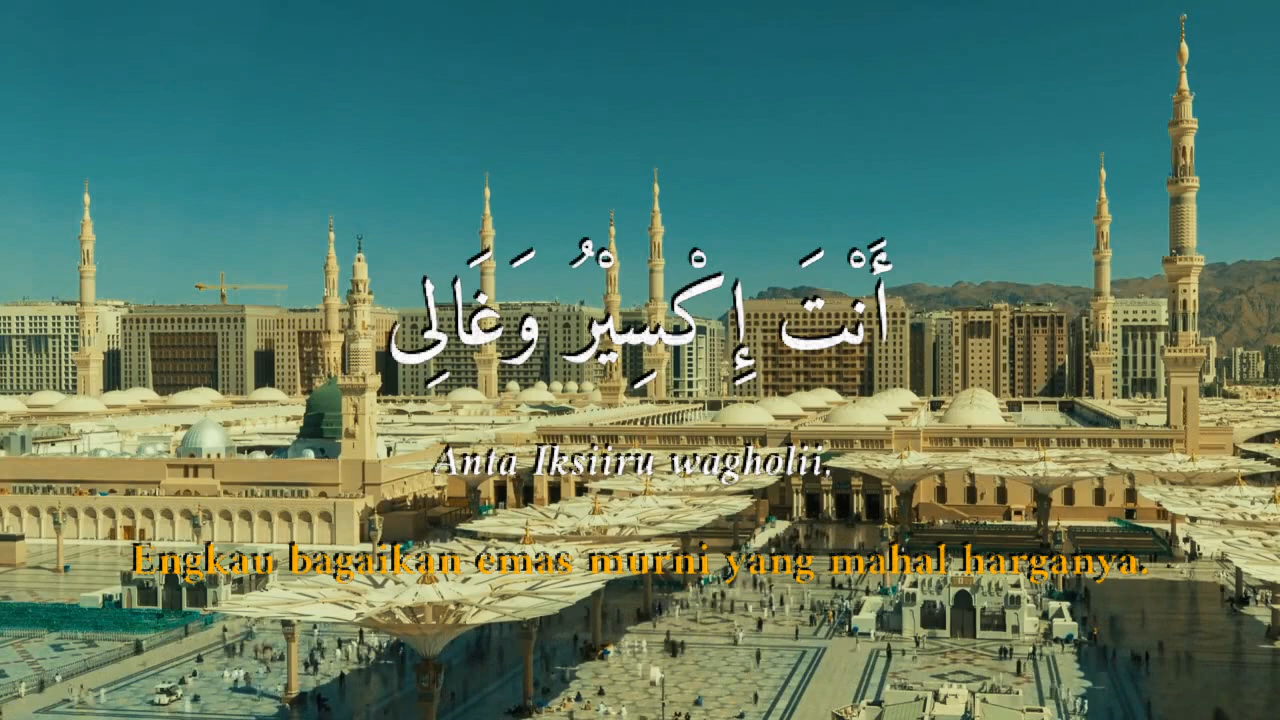 أَنْتَ إِكْسِيْرُ وَغَالِى
Anta Iksiiru wagholii.
Engkau bagaikan emas murni yang mahal harganya.